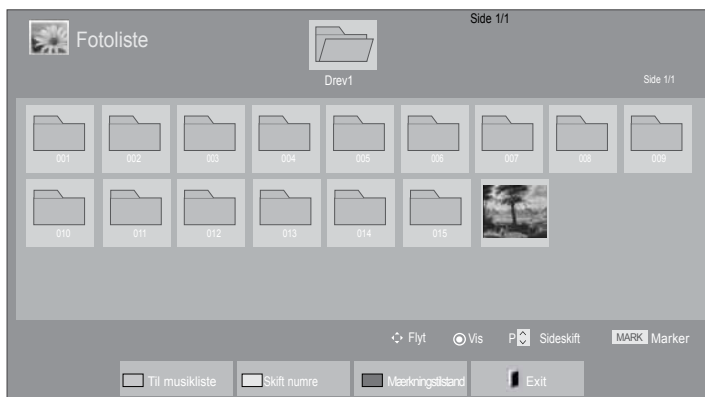 Side 1/1
Fotoliste
Drev1
Side 1/1
001 002 003 004 005 006 007 008 009
010 011 012 013 014 015
Flyt Vis P Sideskift MARK Marker
Til musikliste Skift numre Mærkningstilstand Exit